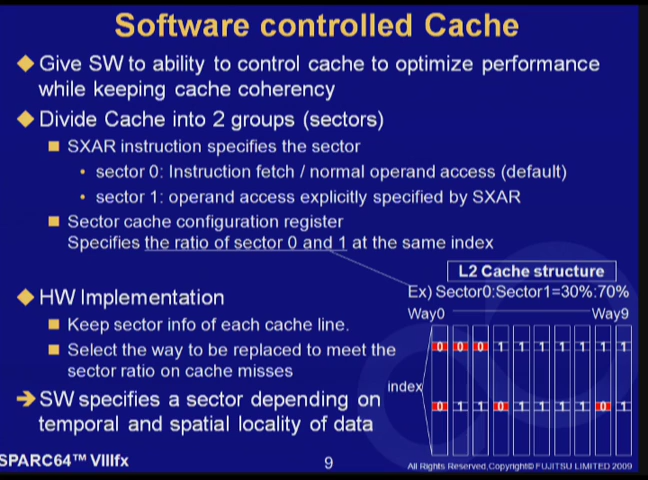 Software controlled Cache
Give SW to ability to control cache to optimize performance
while keeping cache coherency
Divide Cache into 2 groups (sectors)
SXAR instruction specifies the sector
• sector 0: Instruction fetch / normal operand access (default)
• sector 1: operand access explicitly specified by SXAR
Sector cache configuration register
Specifies the ratio of sector 0 and 1 at the same index
L2 Cache structure
Ex) Sector0:Sector1=30%:70%
Way0 Way9
0 0 0 1 1 1 1 1 1 1
index
0 1 1 0 1 1 1 1 0 1
HW Implementation
Keep sector info of each cache line.
Select the way to be replaced to meet the
sector ratio on cache misses
➔ SW specifies a sector depending on
temporal and spatial locality of data
SPARC64™ VIIIfx
9
All Rights Reserved,Copyright© FUJITSU LIMITED 2009